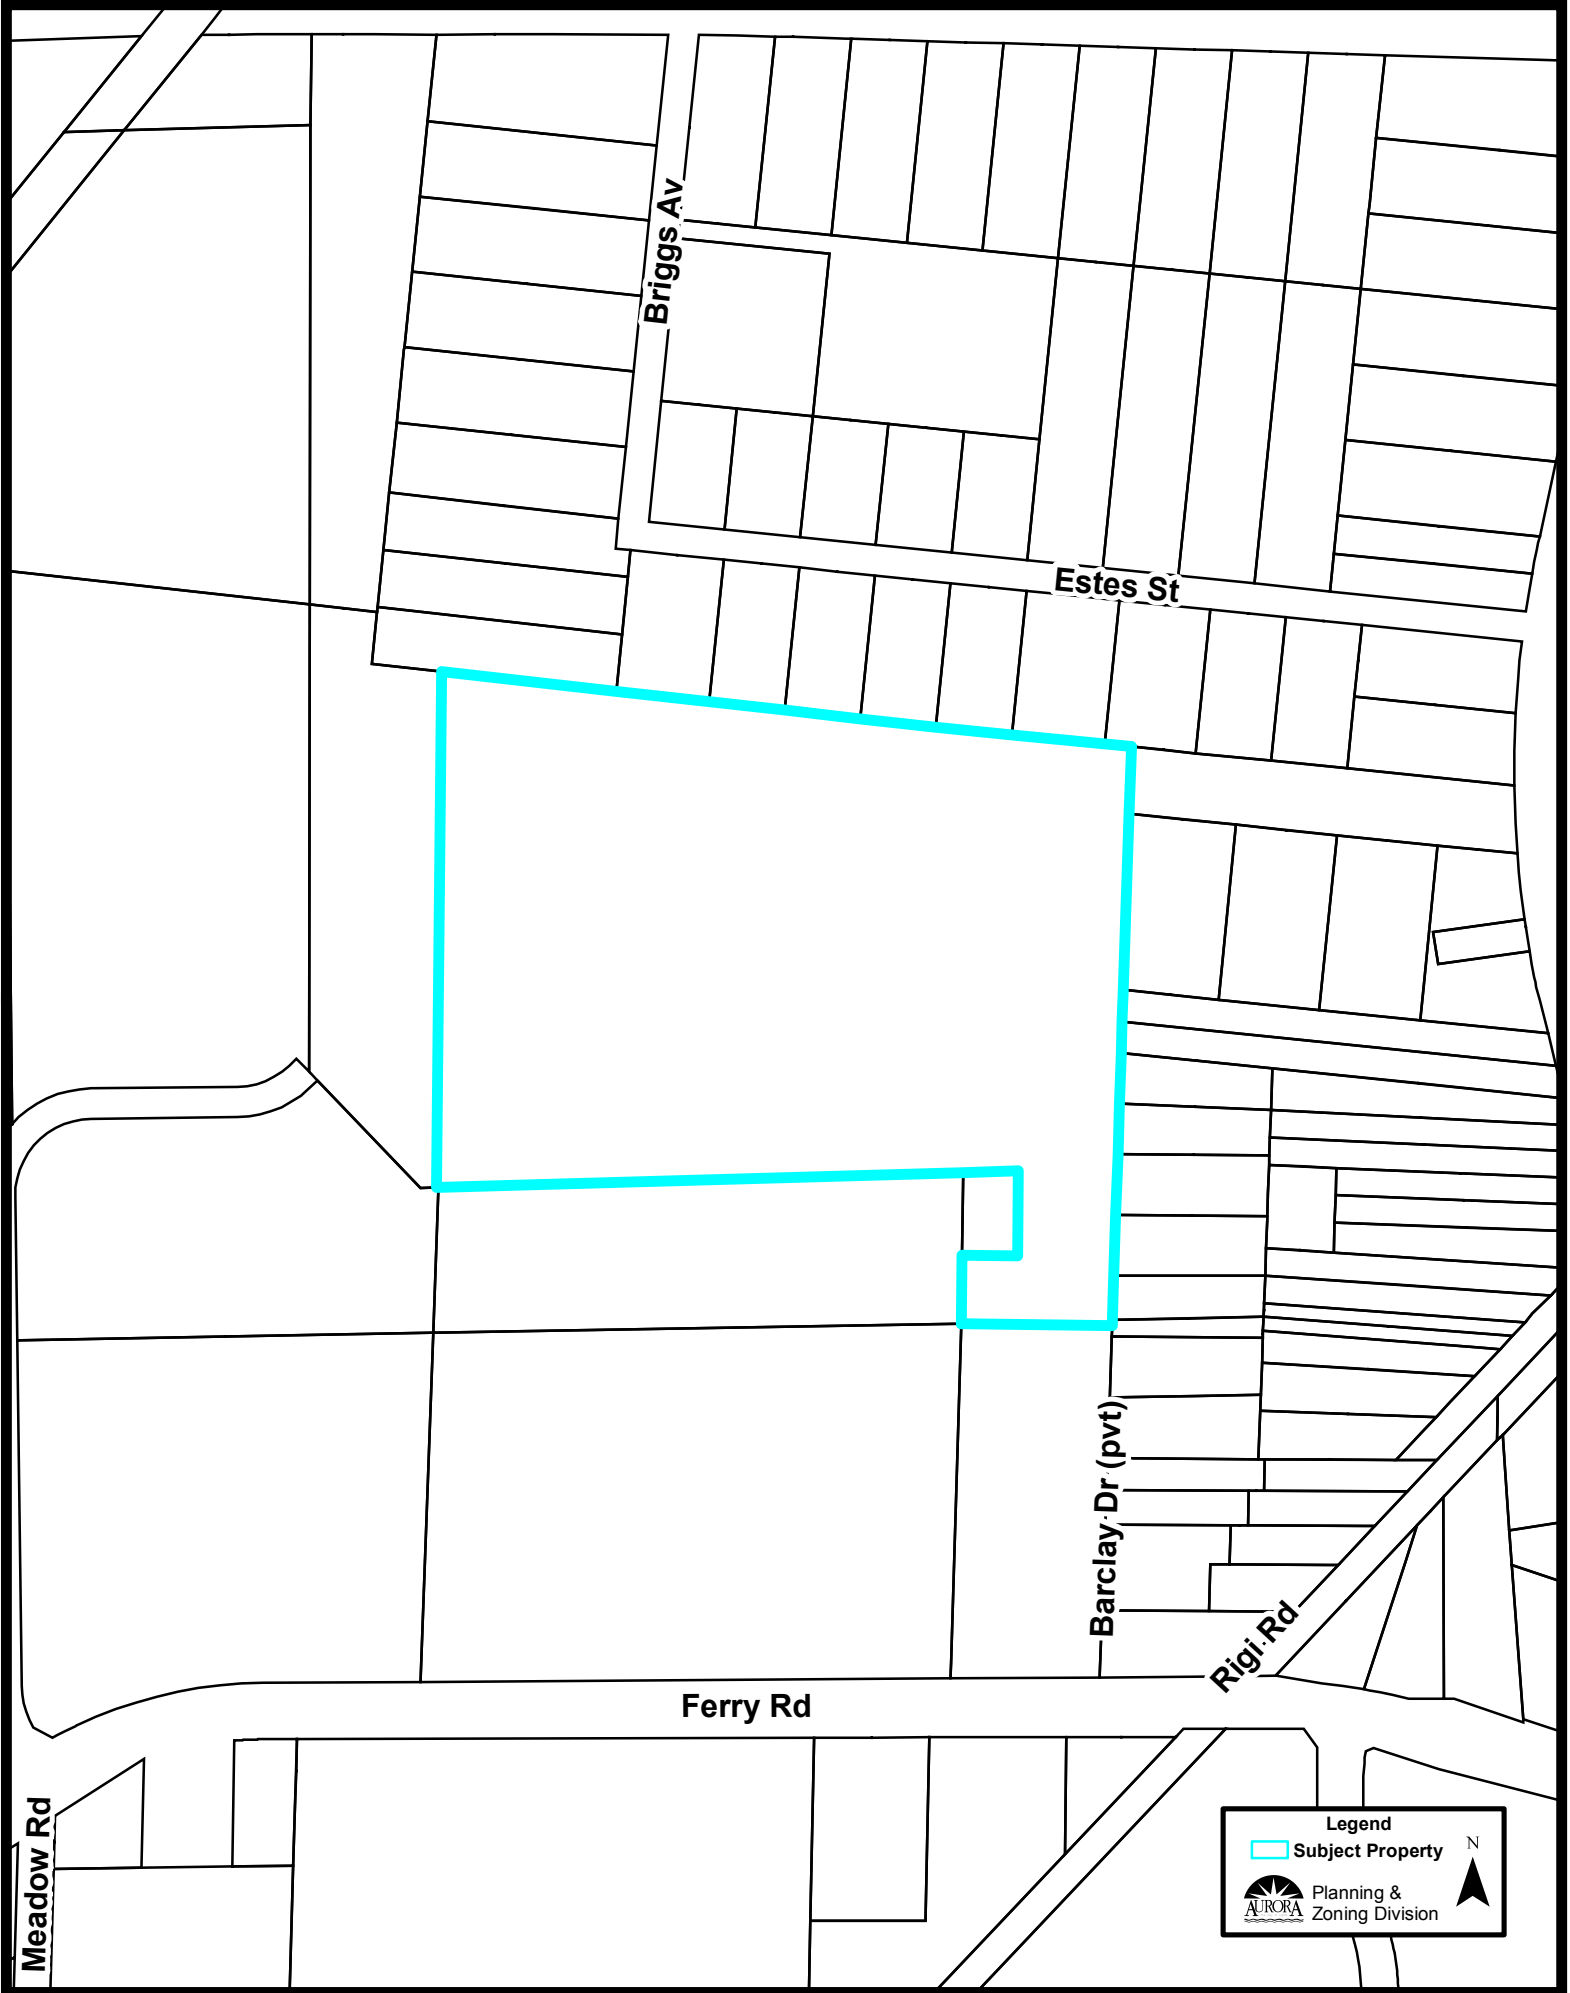 Briggs Av
Estes St
Barclay Dr (pvt)
Rigi Rd
Ferry Rd
Meadow Rd
Legend
Subject Property
N
AURORA
Planning &
Zoning Division